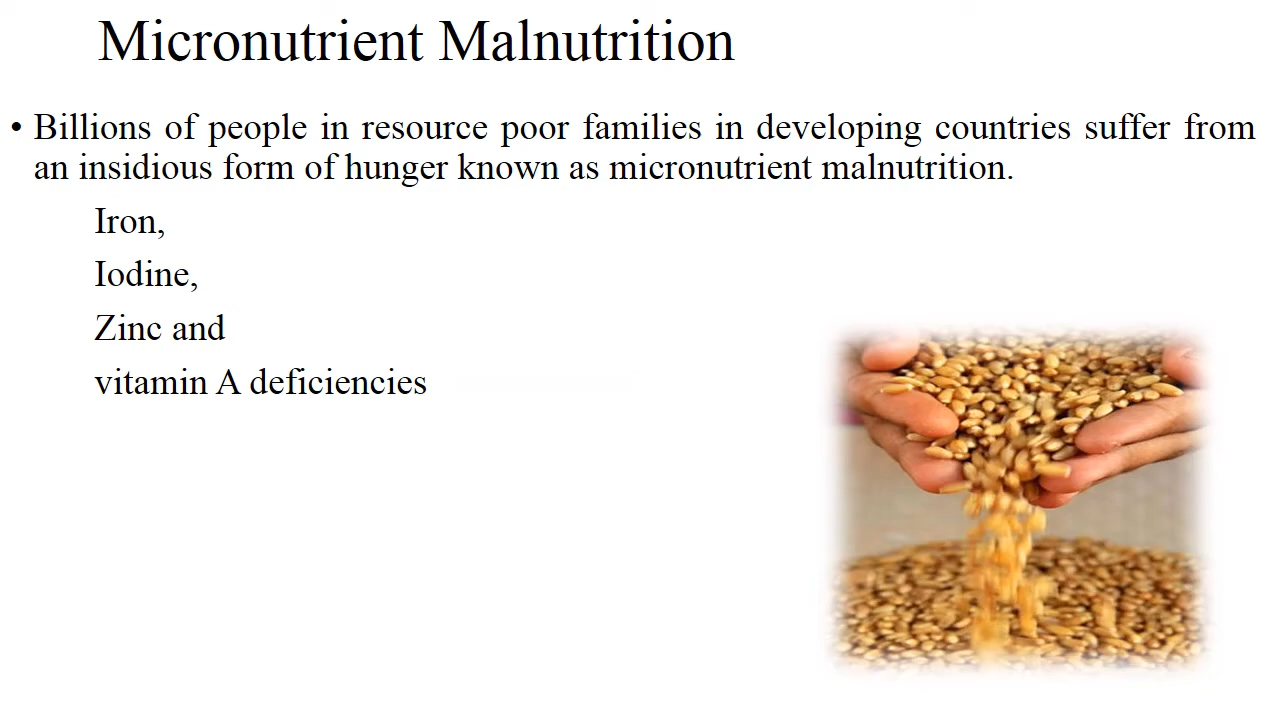 Micronutrient Malnutrition
• Billions of people in resource poor families in developing countries suffer from
an insidious form of hunger known as micronutrient malnutrition.
Iron,
Iodine,
Zinc and
vitamin A deficiencies